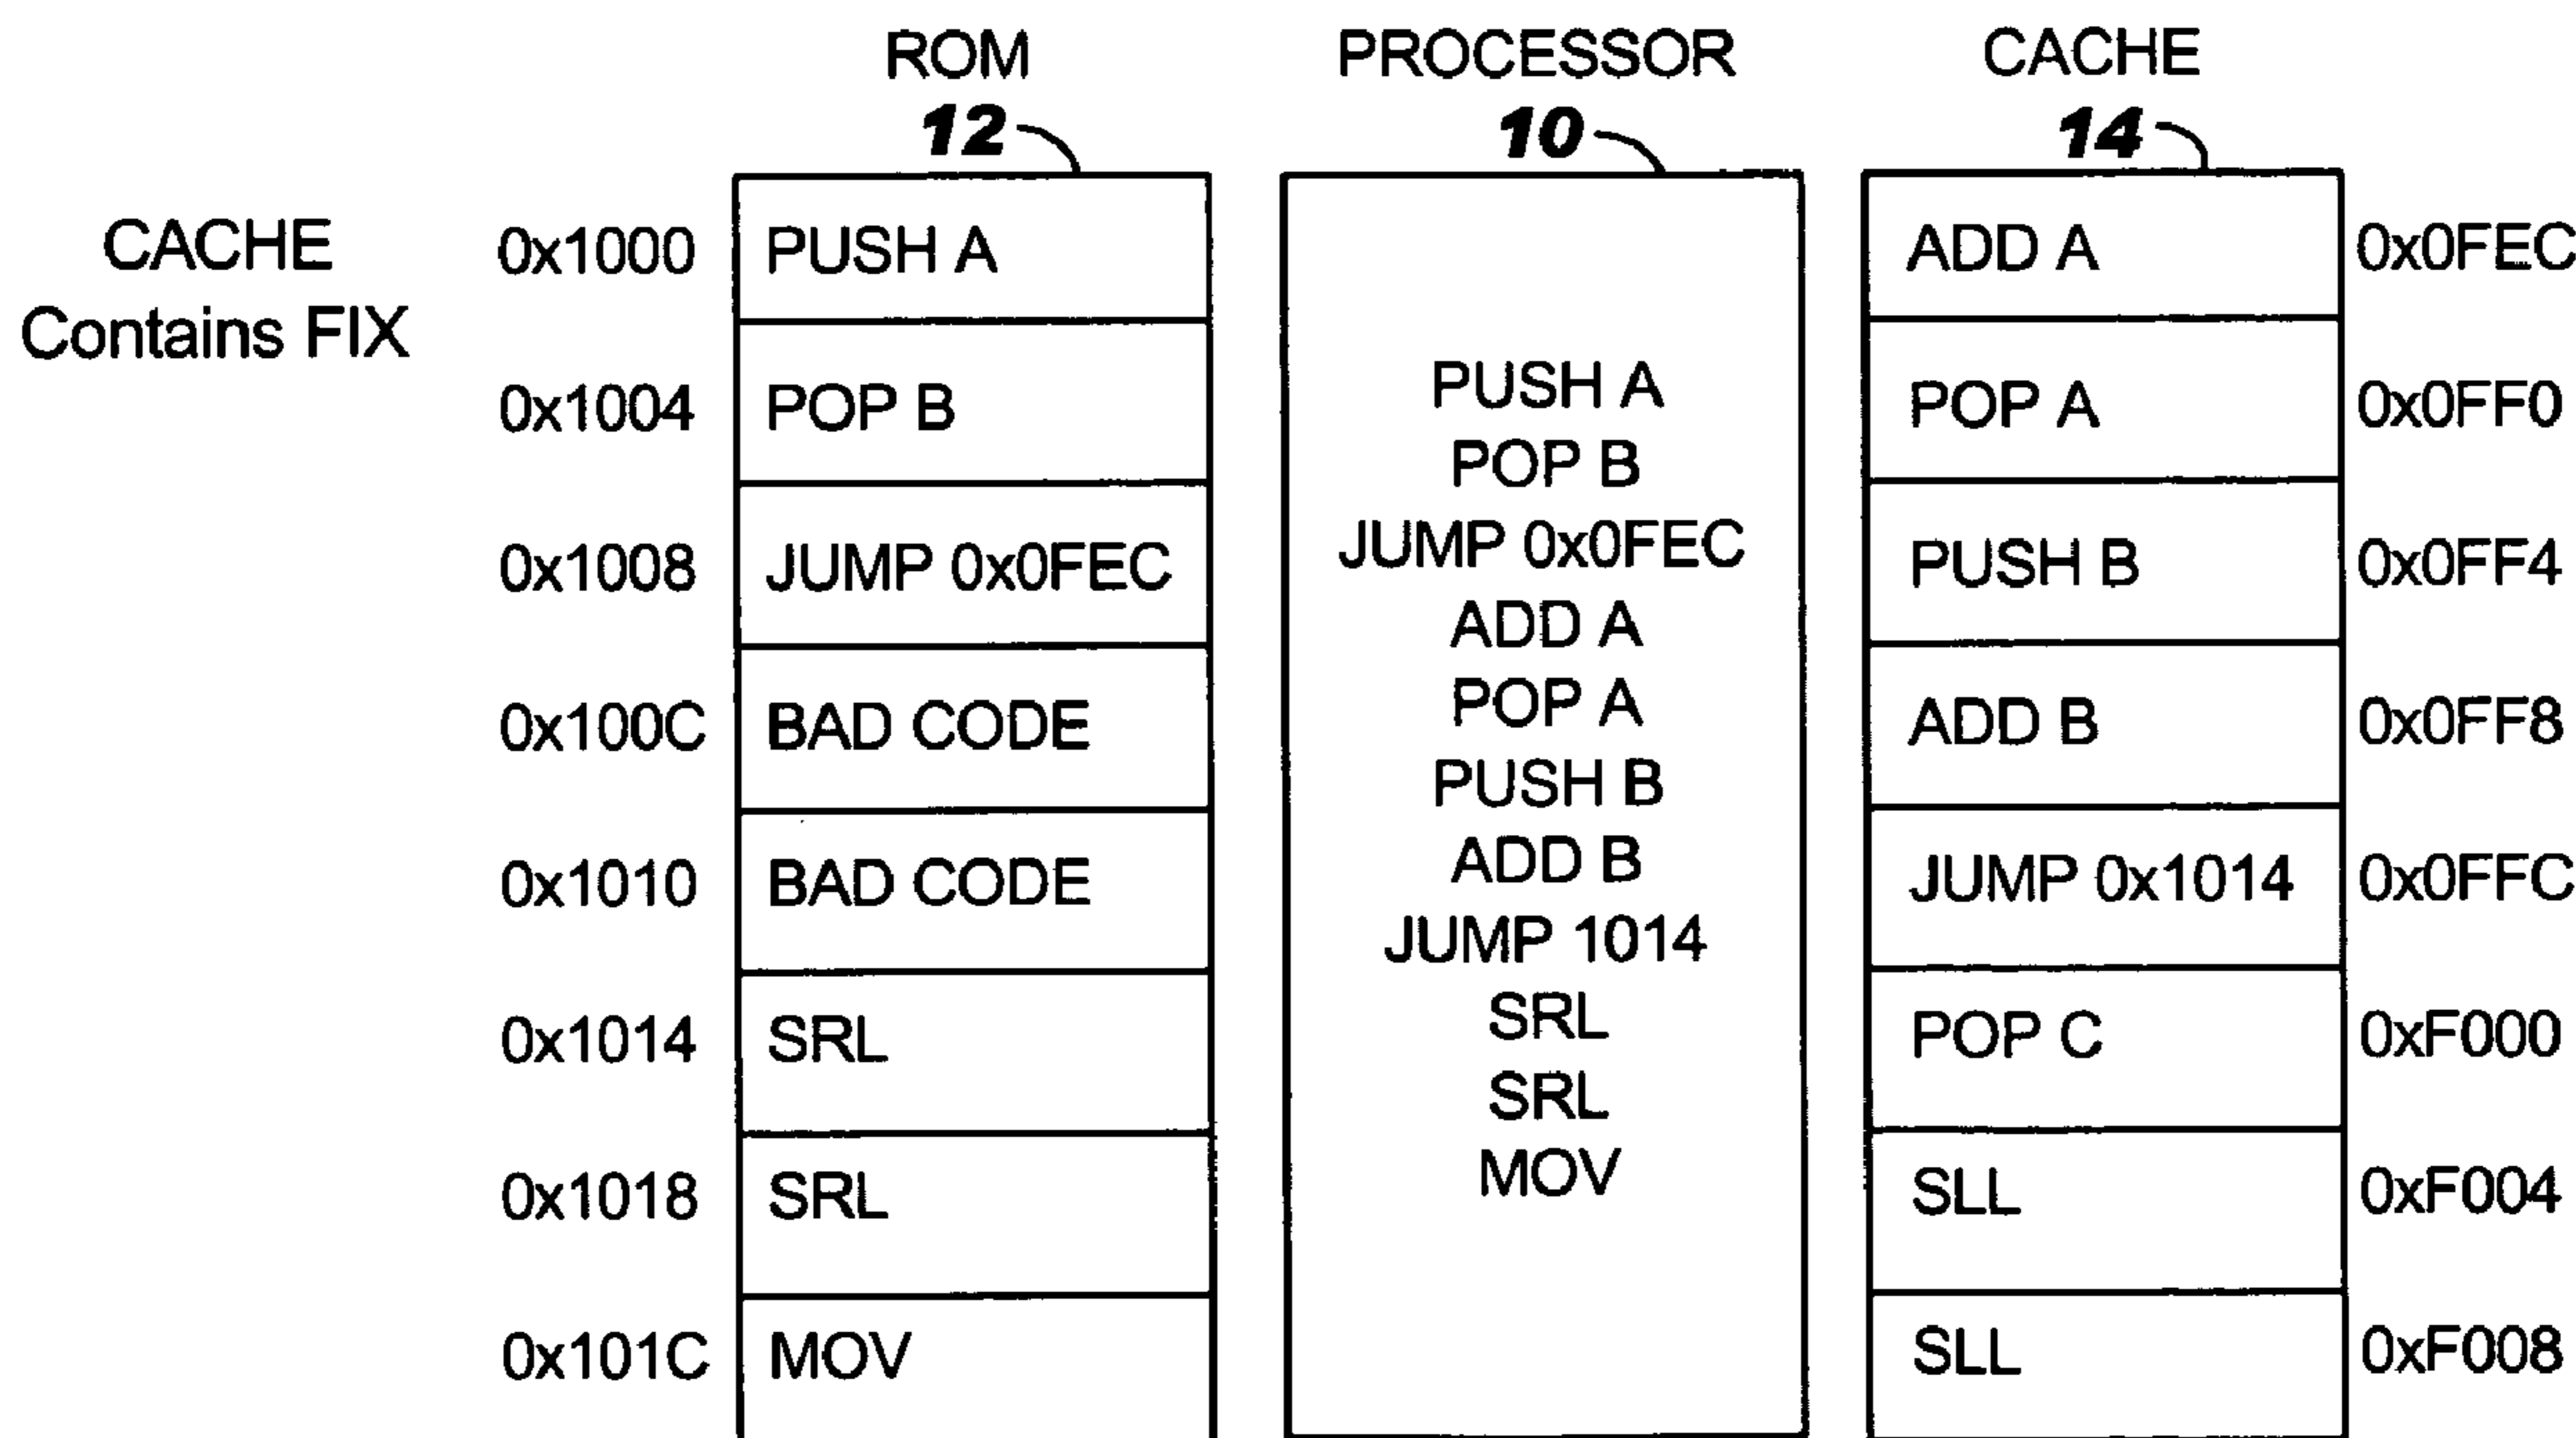 ROM
12
PROCESSOR
10
CACHE
14
CACHE
Contains FIX
0x1000
PUSH A
0x1004
POP B
0x1008
JUMP 0x0FEC
0x100C
BAD CODE
0x1010
BAD CODE
0x1014
SRL
0x1018
SRL
0x101C
MOV
PUSH A
POP B
JUMP 0x0FEC
ADD A
POP A
PUSH B
ADD B
JUMP 1014
SRL
SRL
MOV
ADD A
0x0FEC
POP A
0x0FF0
PUSH B
0x0FF4
ADD B
0x0FF8
JUMP 0x1014
0x0FFC
POP C
0xF000
SLL
0xF004
SLL
0xF008